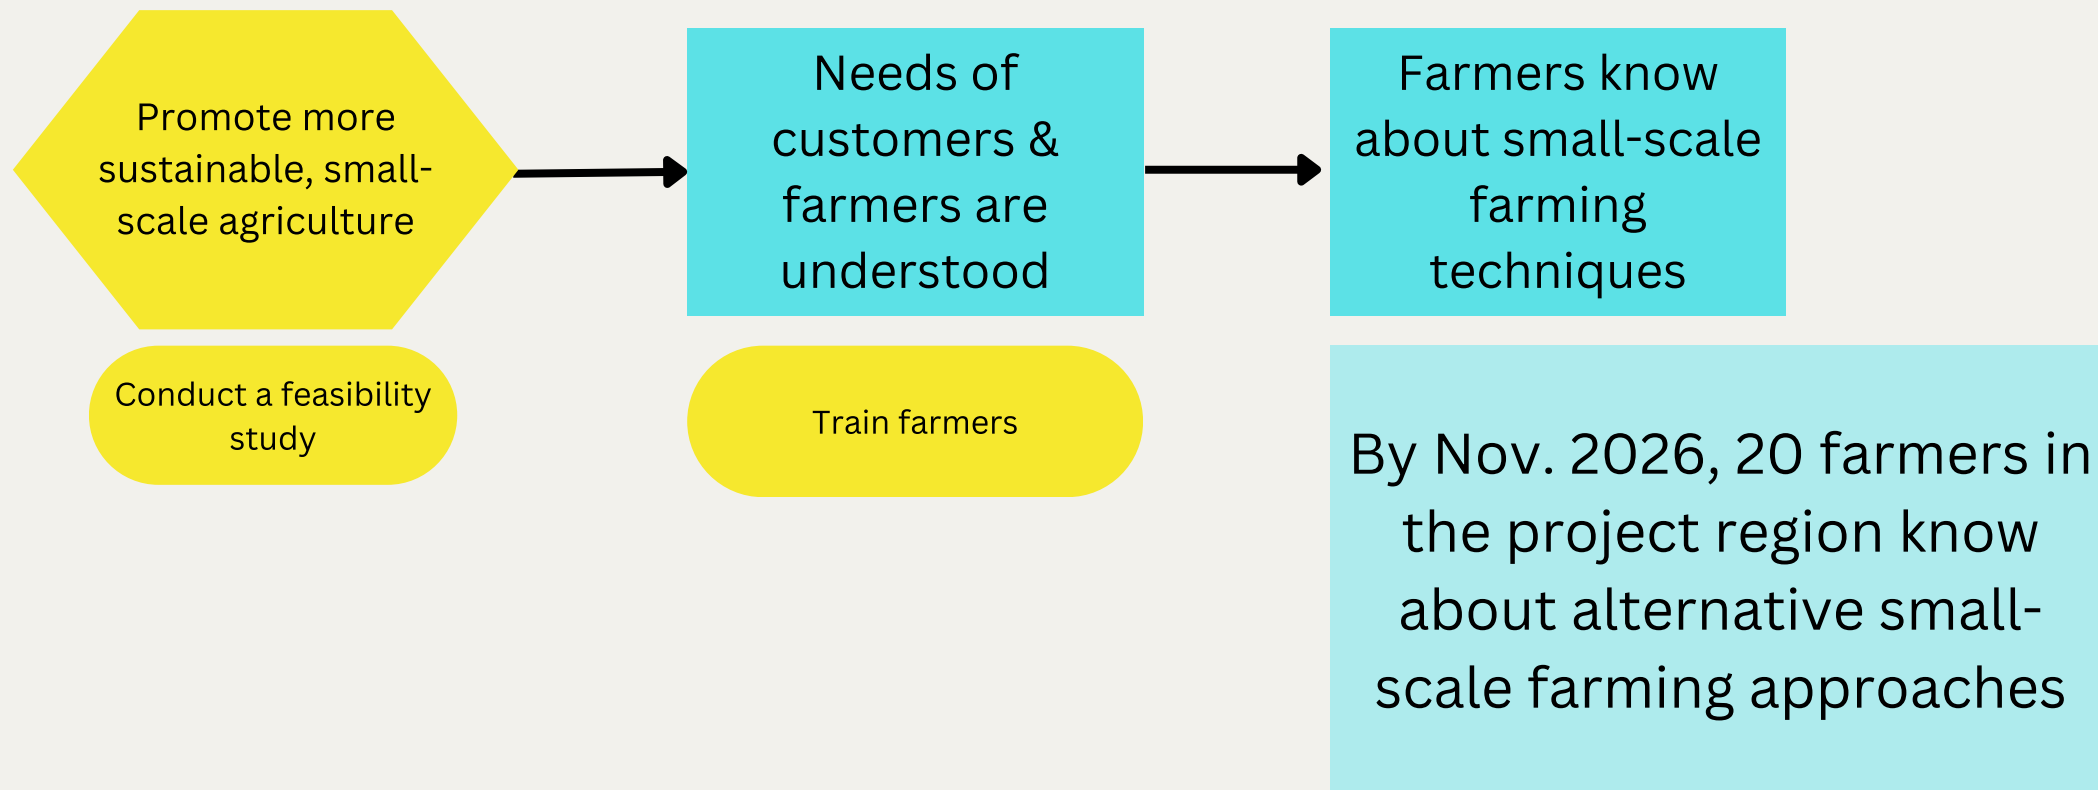 Promote more
sustainable, small-
scale agriculture
Needs of
customers &
farmers are
understood
Farmers know
about small-scale
farming
techniques
Conduct a feasibility
study
Train farmers
By Nov. 2026, 20 farmers in
the project region know
about alternative small-
scale farming approaches